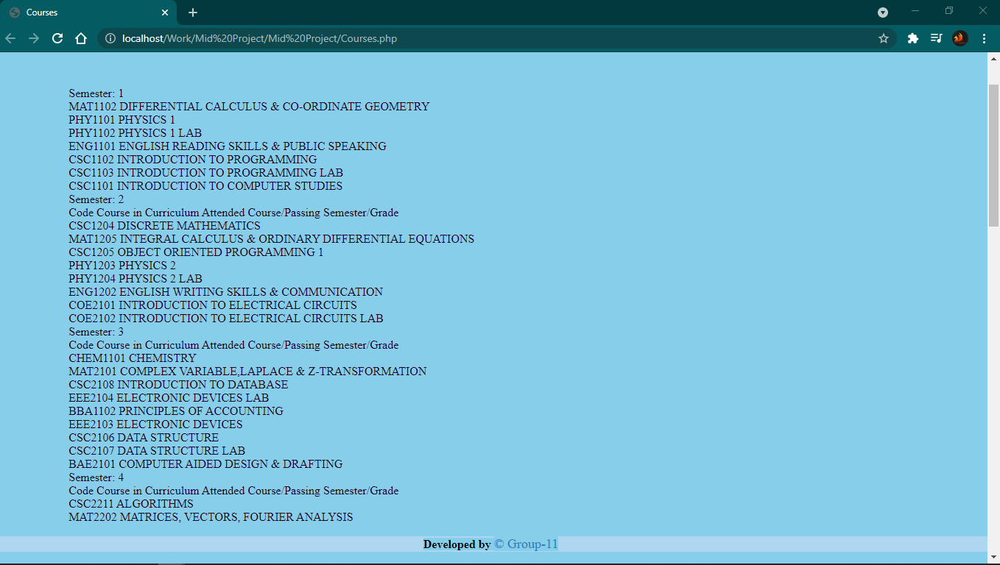 Courses
localhost/Work/Mid%20Project/Mid%20Project/Courses.php
Semester: 1
MAT1102 DIFFERENTIAL CALCULUS & CO-ORDINATE GEOMETRY
PHY1101 PHYSICS 1
PHY1102 PHYSICS 1 LAB
ENG1101 ENGLISH READING SKILLS & PUBLIC SPEAKING
CSC1102 INTRODUCTION TO PROGRAMMING
CSC1103 INTRODUCTION TO PROGRAMMING LAB
CSC1101 INTRODUCTION TO COMPUTER STUDIES
Semester: 2
Code Course in Curriculum Attended Course/Passing Semester/Grade
CSC1204 DISCRETE MATHEMATICS
MAT1205 INTEGRAL CALCULUS & ORDINARY DIFFERENTIAL EQUATIONS
CSC1205 OBJECT ORIENTED PROGRAMMING 1
PHY1203 PHYSICS 2
PHY1204 PHYSICS 2 LAB
ENG1202 ENGLISH WRITING SKILLS & COMMUNICATION
COE2101 INTRODUCTION TO ELECTRICAL CIRCUITS
COE2102 INTRODUCTION TO ELECTRICAL CIRCUITS LAB
Semester: 3
Code Course in Curriculum Attended Course/Passing Semester/Grade
CHEM1101 CHEMISTRY
MAT2101 COMPLEX VARIABLE,LAPLACE & Z-TRANSFORMATION
CSC2108 INTRODUCTION TO DATABASE
EEE2104 ELECTRONIC DEVICES LAB
BBA1102 PRINCIPLES OF ACCOUNTING
EEE2103 ELECTRONIC DEVICES
CSC2106 DATA STRUCTURE
CSC2107 DATA STRUCTURE LAB
BAE2101 COMPUTER AIDED DESIGN & DRAFTING
Semester: 4
Code Course in Curriculum Attended Course/Passing Semester/Grade
CSC2211 ALGORITHMS
MAT2202 MATRICES, VECTORS, FOURIER ANALYSIS
Developed by © Group-11